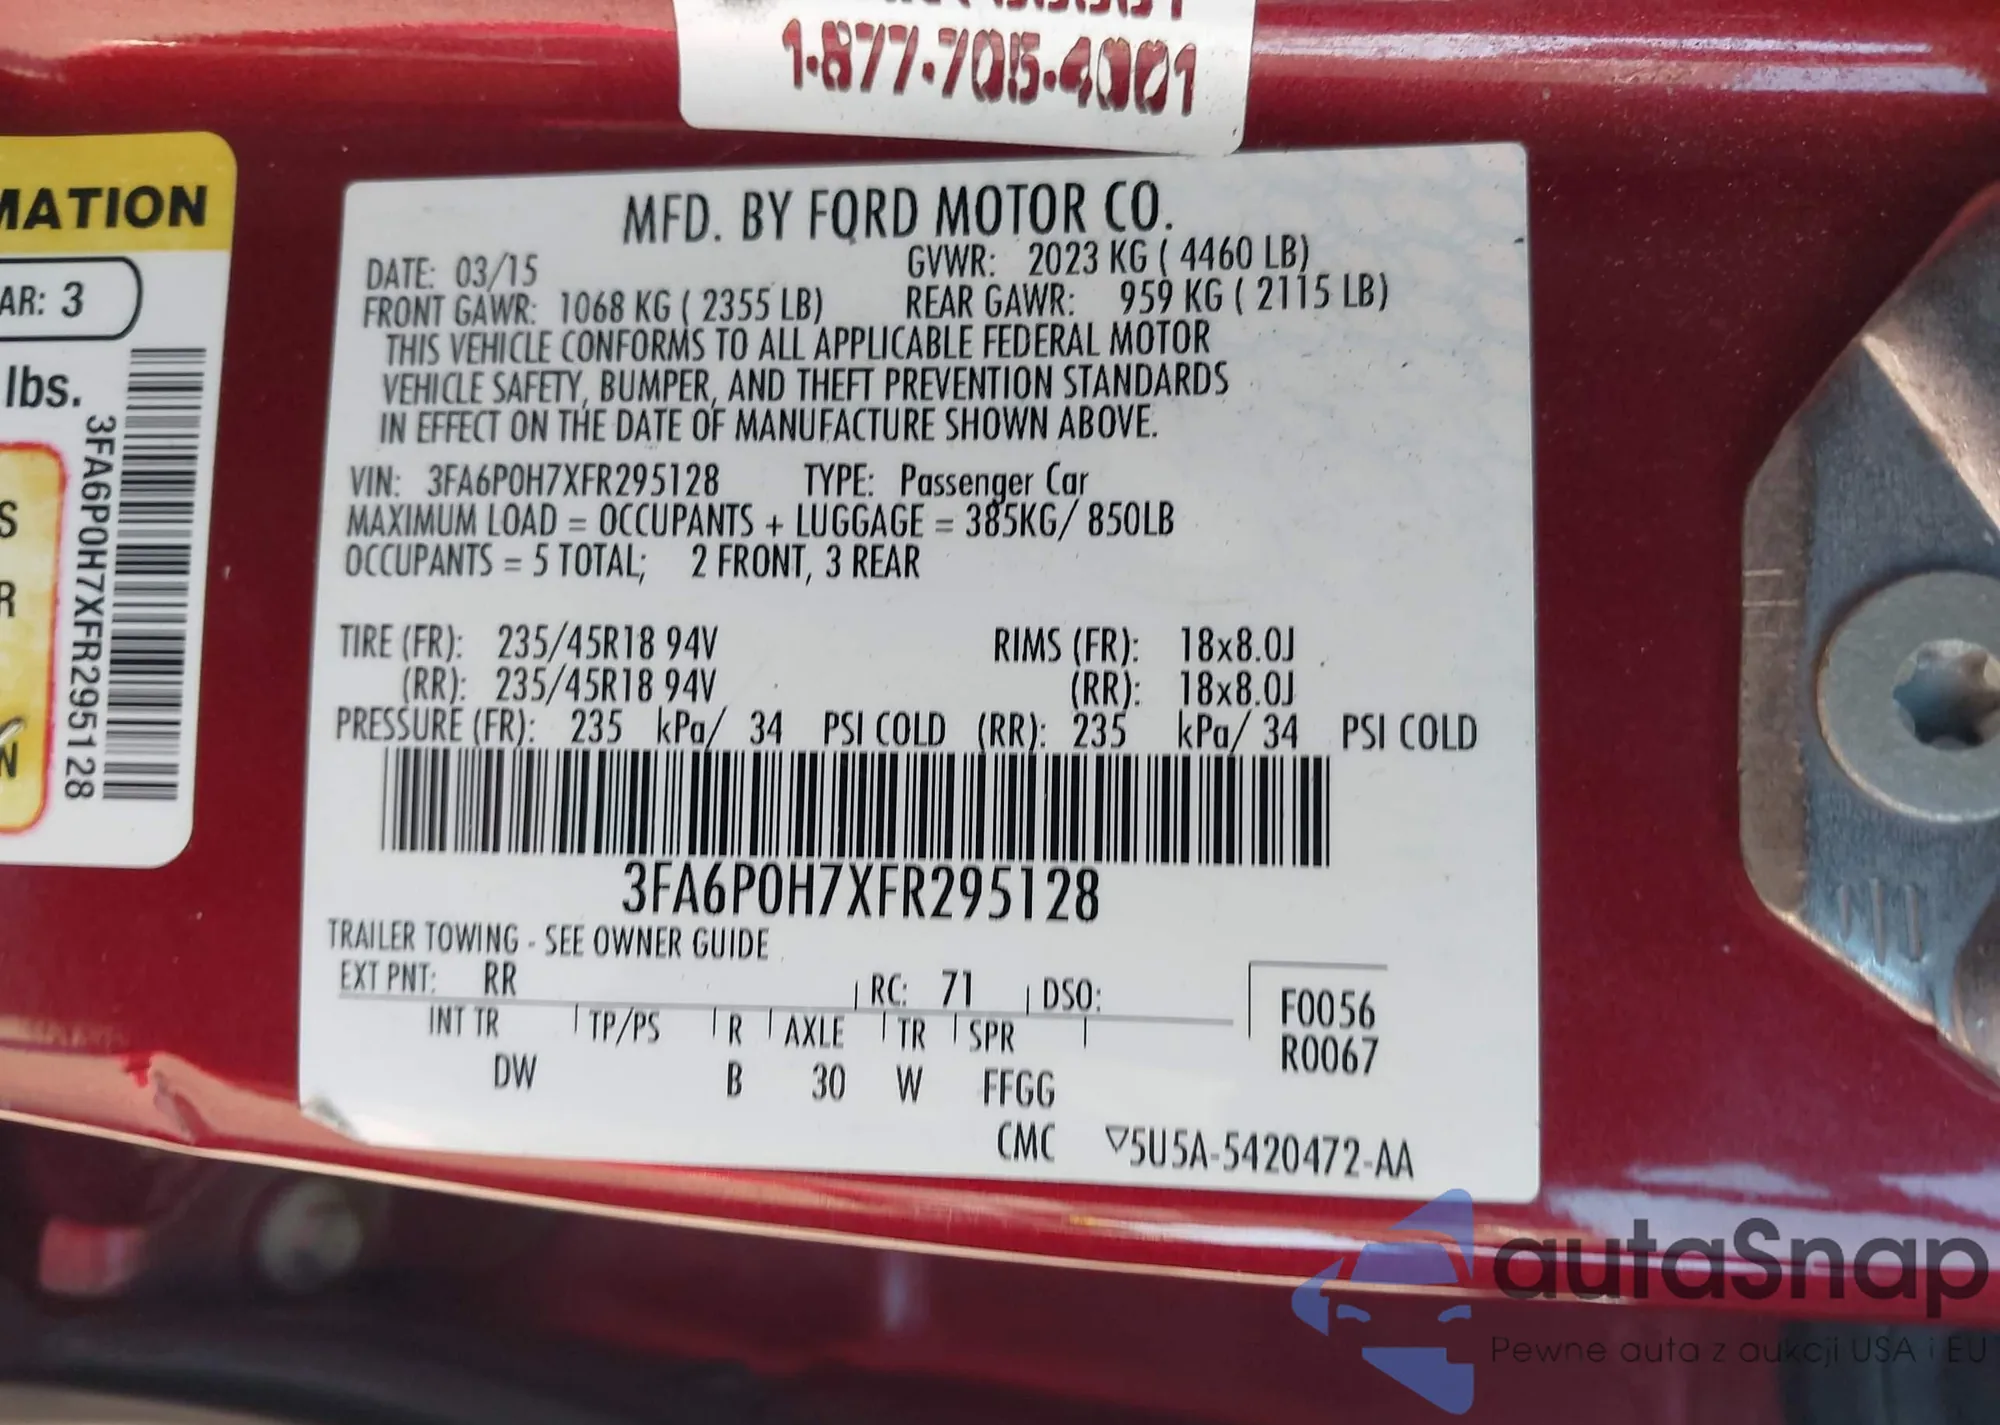 1-877-705-4001
MATION
AR: 3
lbs.
S
R
N
3FA6P0H7XFR295128
MFD. BY FORD MOTOR CO.
DATE: 03/15 GVWR: 2023 KG ( 4460 LB)
FRONT GAWR: 1068 KG ( 2355 LB) REAR GAWR: 959 KG ( 2115 LB)
THIS VEHICLE CONFORMS TO ALL APPLICABLE FEDERAL MOTOR
VEHICLE SAFETY, BUMPER, AND THEFT PREVENTION STANDARDS
IN EFFECT ON THE DATE OF MANUFACTURE SHOWN ABOVE.
VIN: 3FA6P0H7XFR295128 TYPE: Passenger Car
MAXIMUM LOAD = OCCUPANTS + LUGGAGE = 385KG/ 850LB
OCCUPANTS = 5 TOTAL; 2 FRONT, 3 REAR
TIRE (FR): 235/45R18 94V RIMS (FR): 18x8.0J
(RR): 235/45R18 94V (RR): 18x8.0J
PRESSURE (FR): 235 kPa/ 34 PSI COLD (RR): 235 kPa/ 34 PSI COLD
3FA6P0H7XFR295128
TRAILER TOWING - SEE OWNER GUIDE
EXT PNT: RR RC: 71 DSO:
INT TR TP/PS R AXLE TR SPR
DW B 30 W FFGG
F0056
R0067
CMC ▽5U5A-5420472-AA
autaSnap
Pewne auta z aukcji USA i EU